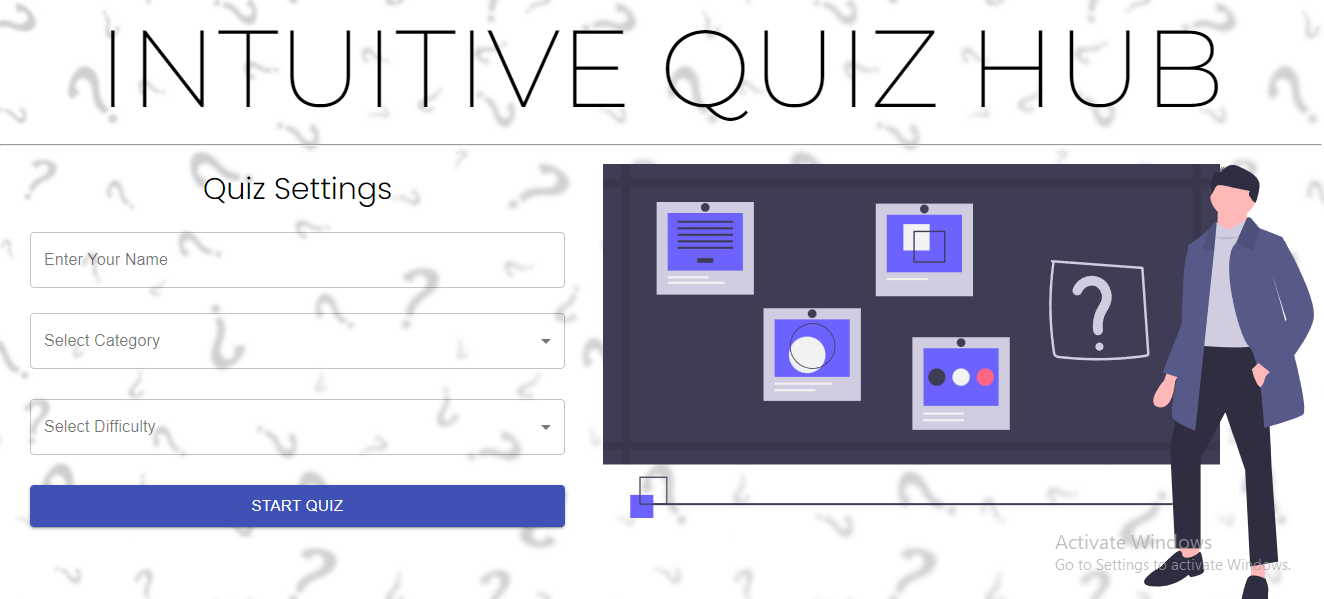 INTUITIVE QUIZ HUB
Quiz Settings
Enter Your Name
Select Category
Select Difficulty
START QUIZ
?
Activate Windows
Go to Settings to activate Windows.